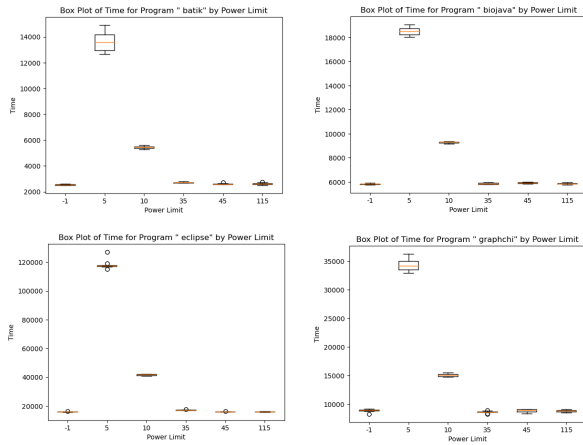 Box Plot of Time for Program " batik" by Power Limit
14000
12000
10000
8000
6000
4000
2000
Time
-1 5 10 35 45 115
Power Limit
Box Plot of Time for Program " biojava" by Power Limit
18000
16000
14000
12000
10000
8000
6000
Time
-1 5 10 35 45 115
Power Limit
Box Plot of Time for Program " eclipse" by Power Limit
120000
100000
80000
60000
40000
20000
Time
-1 5 10 35 45 115
Power Limit
Box Plot of Time for Program " graphchi" by Power Limit
35000
30000
25000
20000
15000
10000
Time
-1 5 10 35 45 115
Power Limit